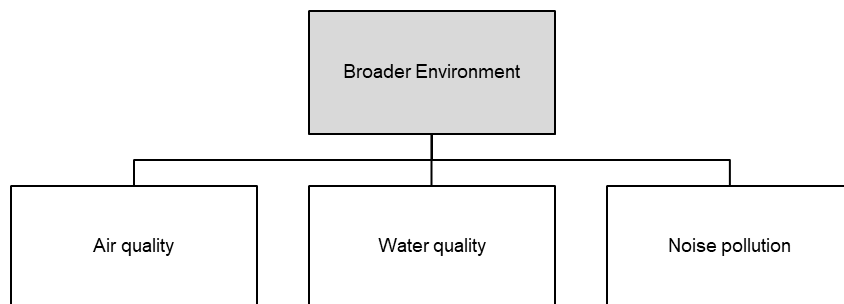 Broader Environment
Air quality
Water quality
Noise pollution